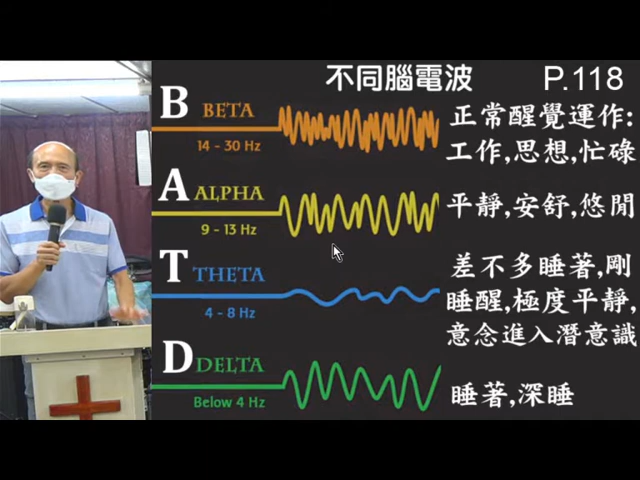 不同腦電波
P.118
B BETA
14 - 30 Hz
正常醒覺運作:
工作,思想,忙碌
A ALPHA
9 - 13 Hz
平靜,安舒,悠閒
T THETA
4 - 8 Hz
差不多睡著,剛
睡醒,極度平靜,
意念進入潛意識
D DELTA
Below 4 Hz
睡著,深睡